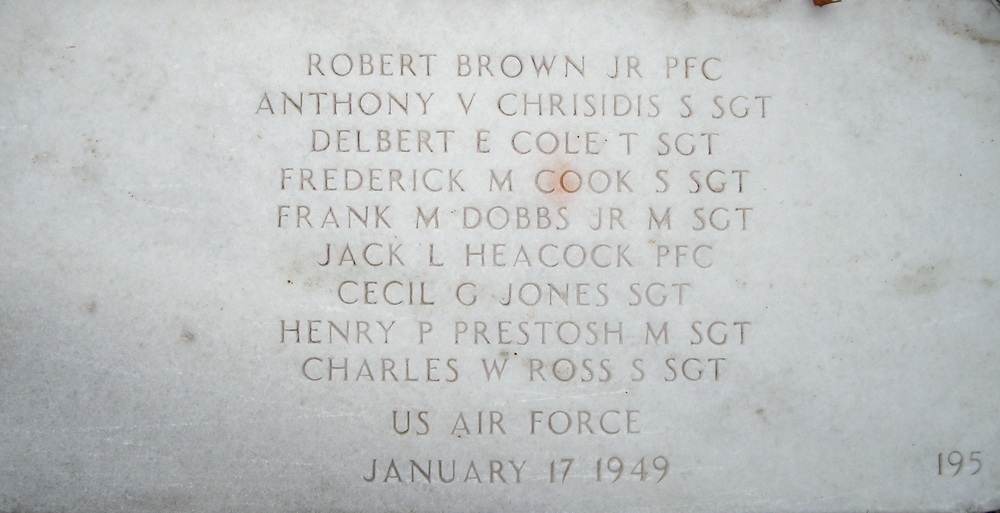 ROBERT BROWN JR PFC
ANTHONY V CHRISIDIS S SGT
DELBERT E COLE T SGT
FREDERICK M COOK S SGT
FRANK M DOBBS JR M SGT
JACK L HEACOCK PFC
CECIL G JONES SGT
HENRY P PRESTOSH M SGT
CHARLES W ROSS S SGT
US AIR FORCE
JANUARY 17 1949
195